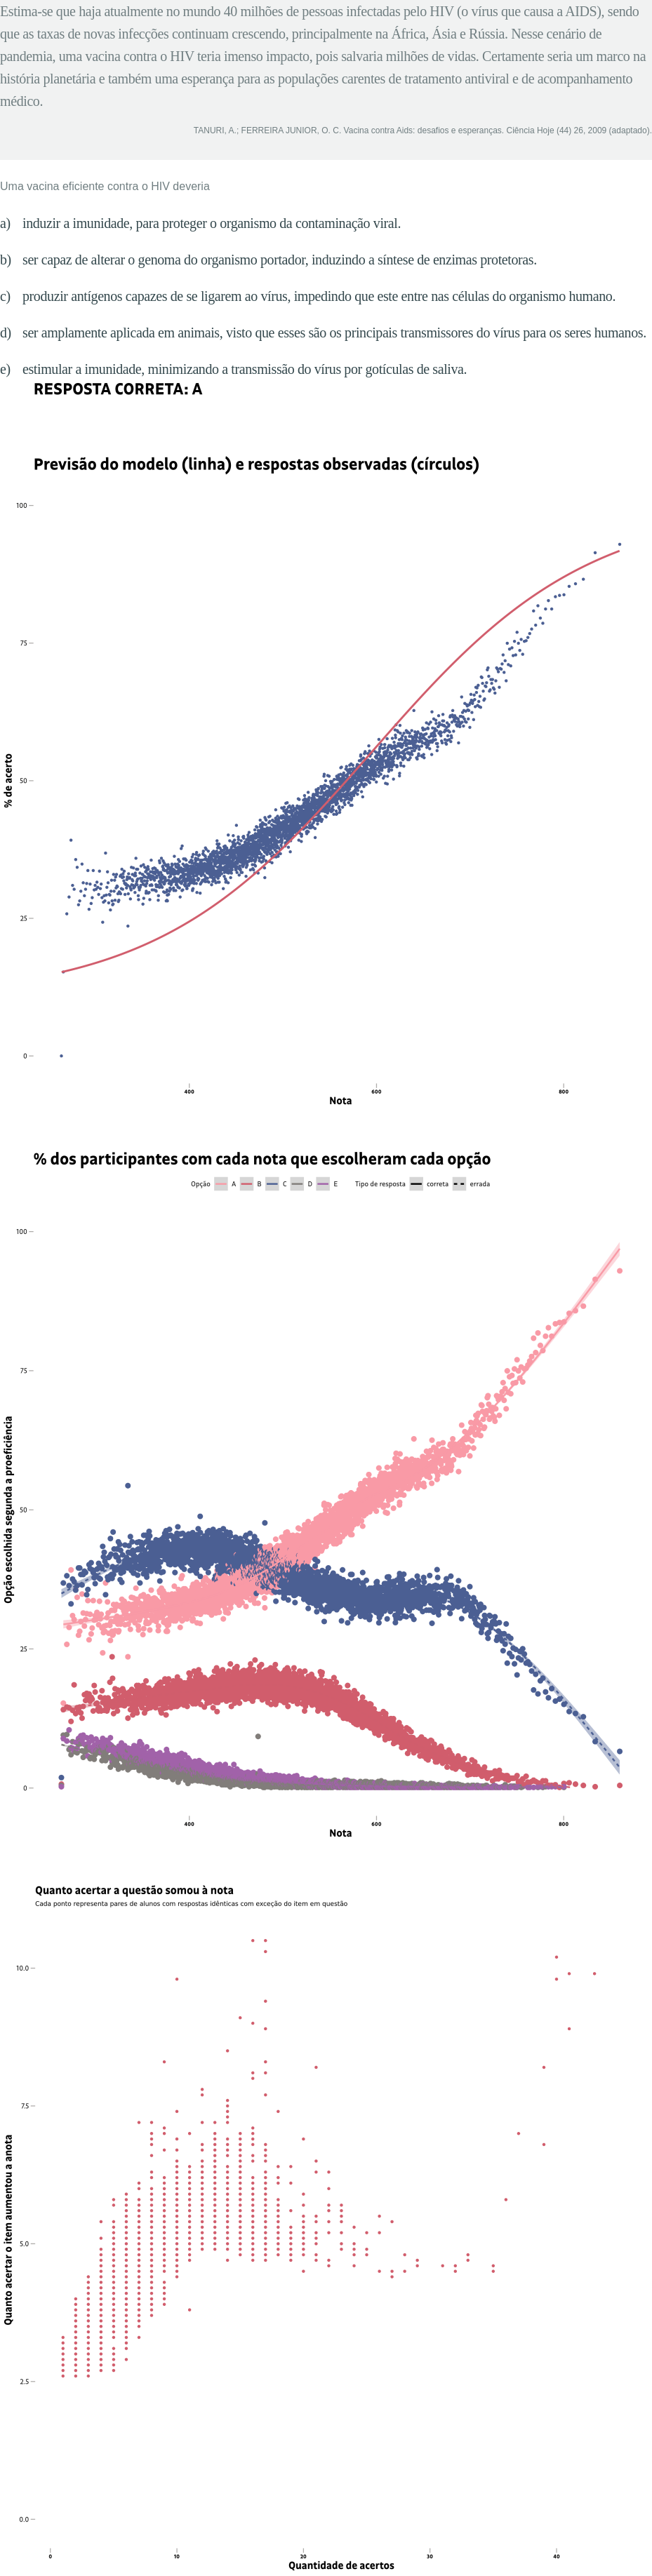 Estima-se que haja atualmente no mundo 40 milhões de pessoas infectadas pelo HIV (o vírus que causa a AIDS), sendo
que as taxas de novas infecções continuam crescendo, principalmente na África, Ásia e Rússia. Nesse cenário de
pandemia, uma vacina contra o HIV teria imenso impacto, pois salvaria milhões de vidas. Certamente seria um marco na
história planetária e também uma esperança para as populações carentes de tratamento antiviral e de acompanhamento
médico.
TANURI, A.; FERREIRA JUNIOR, O. C. Vacina contra Aids: desafios e esperanças. Ciência Hoje (44) 26, 2009 (adaptado).
Uma vacina eficiente contra o HIV deveria
a) induzir a imunidade, para proteger o organismo da contaminação viral.
b) ser capaz de alterar o genoma do organismo portador, induzindo a síntese de enzimas protetoras.
c) produzir antígenos capazes de se ligarem ao vírus, impedindo que este entre nas células do organismo humano.
d) ser amplamente aplicada em animais, visto que esses são os principais transmissores do vírus para os seres humanos.
e) estimular a imunidade, minimizando a transmissão do vírus por gotículas de saliva.
RESPOSTA CORRETA: A
Previsão do modelo (linha) e respostas observadas (círculos)
100
75
50
25
0
% de acerto
400 600 800
Nota
% dos participantes com cada nota que escolheram cada opção
Opção A B C D E Tipo de resposta correta errada
100
75
50
25
0
Opção escolhida segunda a proeficiência
400 600 800
Nota
Quanto acertar a questão somou à nota
Cada ponto representa pares de alunos com respostas idênticas com exceção do item em questão
10.0
7.5
5.0
2.5
0.0
Quanto acertar o item aumentou a anota
0 10 20 30 40
Quantidade de acertos